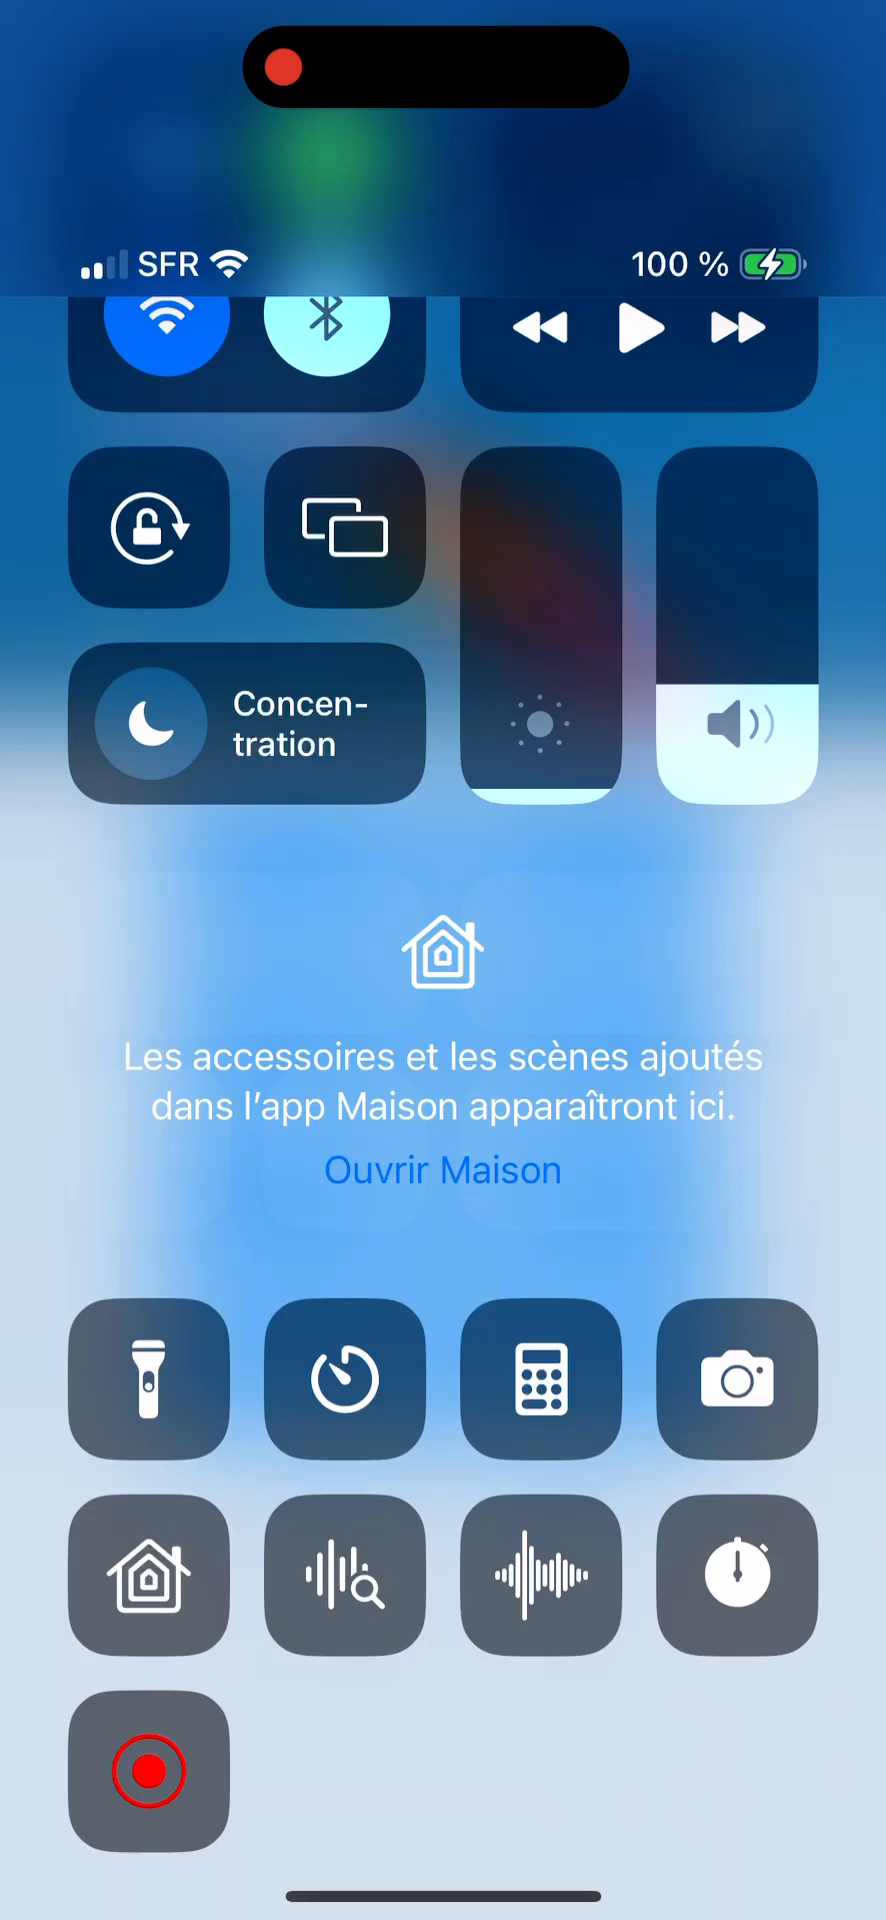 SFR
100 %
Concen-
tration
Les accessoires et les scènes ajoutés
dans l’app Maison apparaîtront ici.
Ouvrir Maison